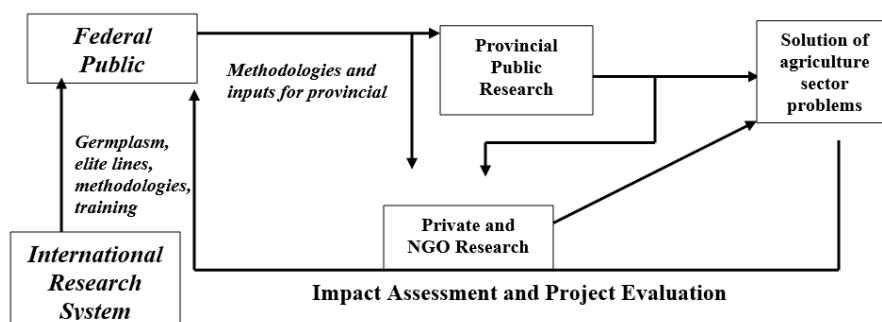 Federal
Public
Methodologies and
inputs for provincial
Provincial
Public
Research
Solution of
agriculture
sector
problems
Germplasm,
elite lines,
methodologies,
training
Private and
NGO Research
International
Research
System
Impact Assessment and Project Evaluation